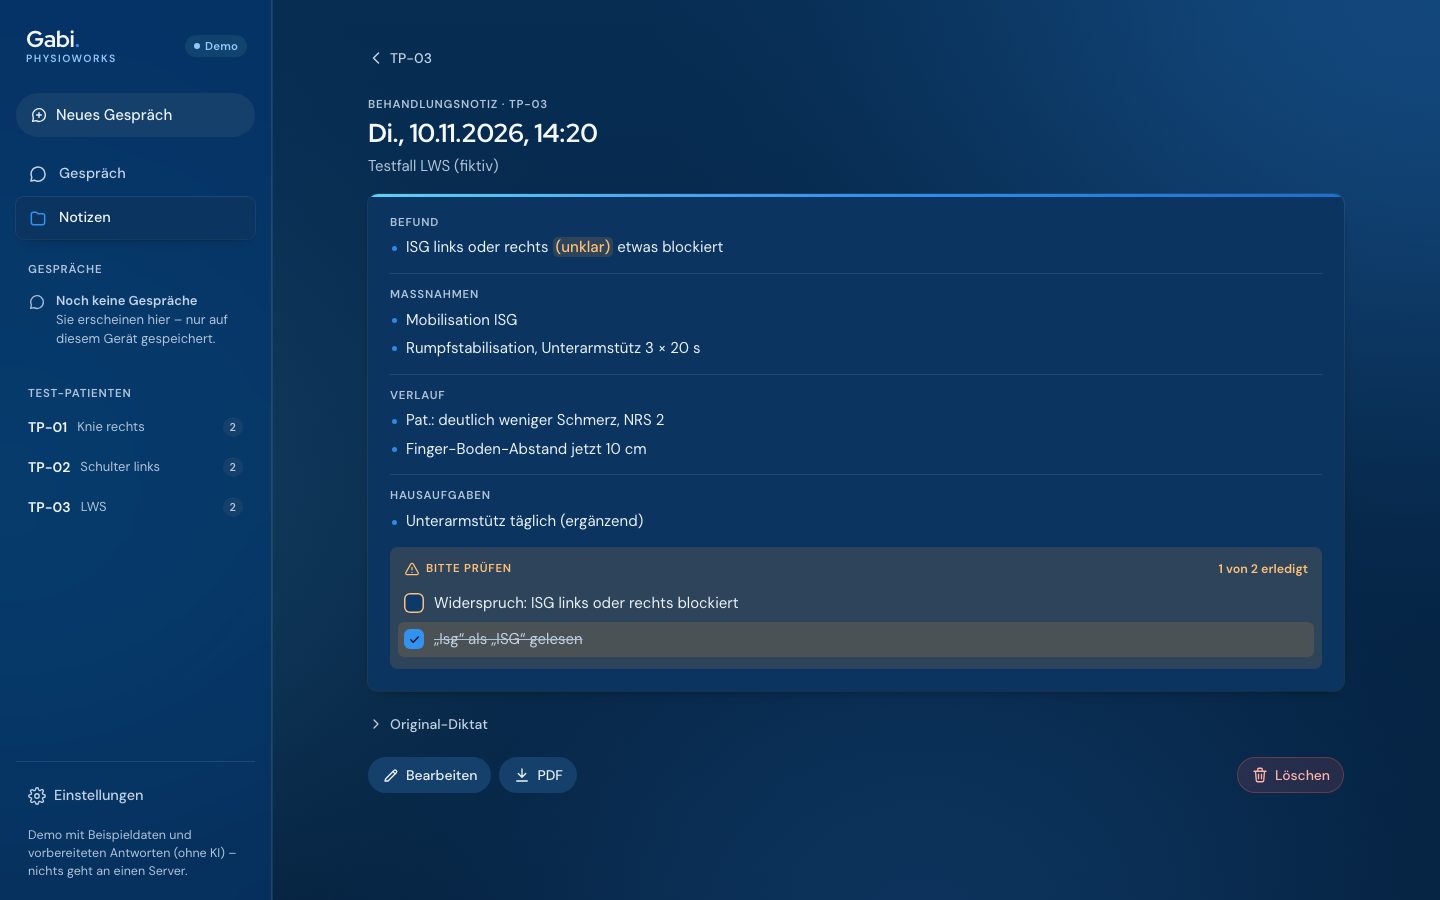 Gabi.
PHYSIOWORKS
Demo
Neues Gespräch
Gespräch
Notizen
GESPRÄCHE
Noch keine Gespräche
Sie erscheinen hier – nur auf
diesem Gerät gespeichert.
TEST-PATIENTEN
TP-01 Knie rechts 2
TP-02 Schulter links 2
TP-03 LWS 2
Einstellungen
Demo mit Beispieldaten und
vorbereiteten Antworten (ohne KI) –
nichts geht an einen Server.
TP-03
BEHANDLUNGSNOTIZ · TP-03
Di., 10.11.2026, 14:20
Testfall LWS (fiktiv)
BEFUND
ISG links oder rechts (unklar) etwas blockiert
MASSNAHMEN
Mobilisation ISG
Rumpfstabilisation, Unterarmstütz 3 × 20 s
VERLAUF
Pat.: deutlich weniger Schmerz, NRS 2
Finger-Boden-Abstand jetzt 10 cm
HAUSAUFGABEN
Unterarmstütz täglich (ergänzend)
BITTE PRÜFEN 1 von 2 erledigt
Widerspruch: ISG links oder rechts blockiert
„Isg“ als „ISG“ gelesen
Original-Diktat
Bearbeiten PDF Löschen